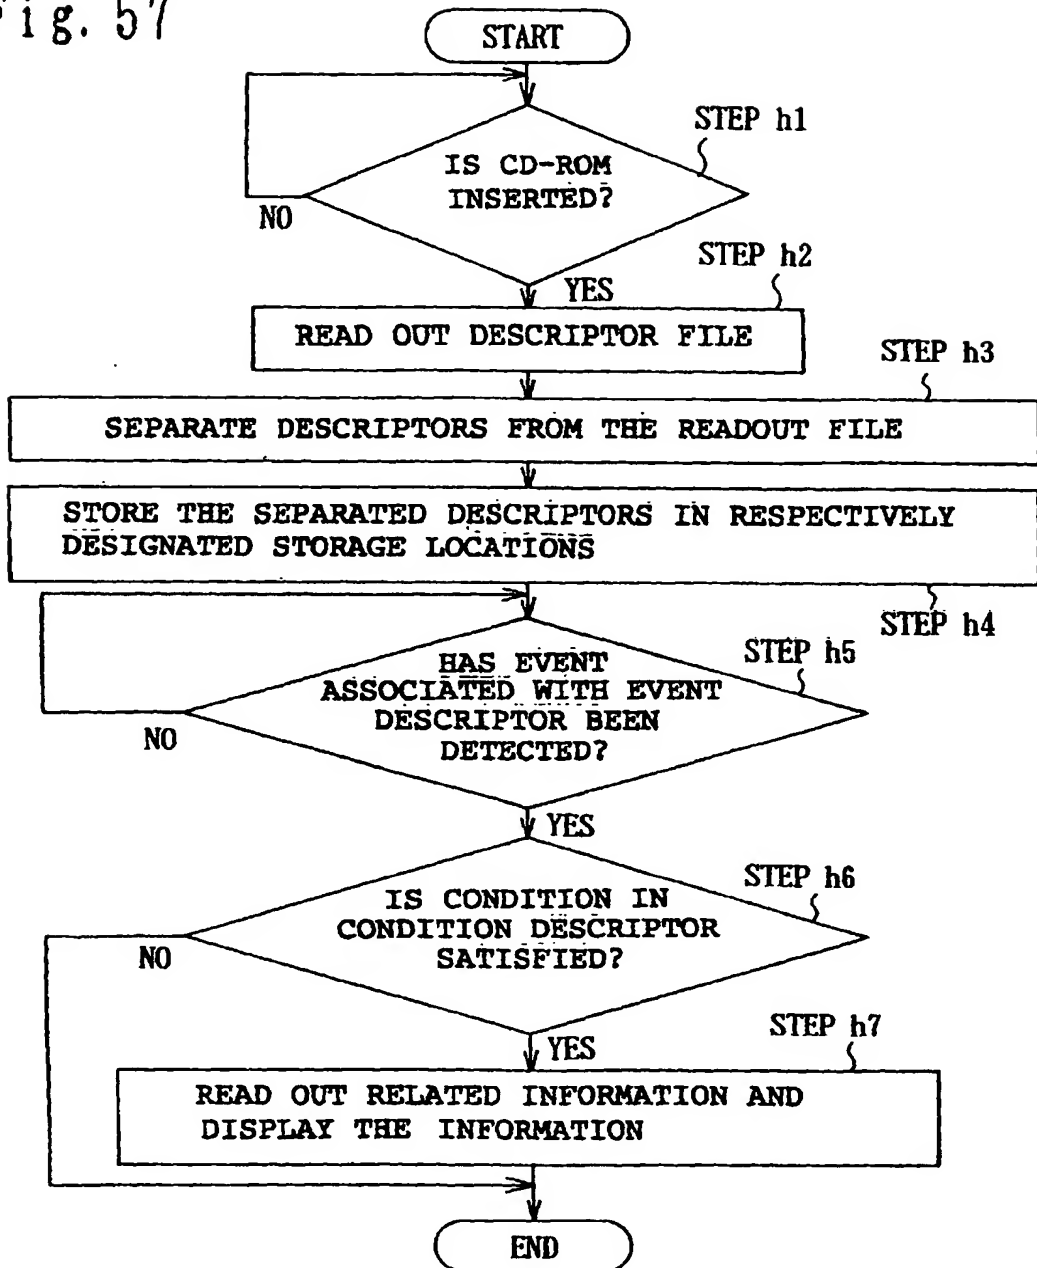 Fig. 57
START
STEP h1
IS CD-ROM
INSERTED?
NO
STEP h2
YES
READ OUT DESCRIPTOR FILE
STEP h3
SEPARATE DESCRIPTORS FROM THE READOUT FILE
STORE THE SEPARATED DESCRIPTORS IN RESPECTIVELY
DESIGNATED STORAGE LOCATIONS
STEP h4
STEP h5
HAS EVENT
ASSOCIATED WITH EVENT
DESCRIPTOR BEEN
DETECTED?
NO
YES
STEP h6
IS CONDITION IN
CONDITION DESCRIPTOR
SATISFIED?
NO
STEP h7
YES
READ OUT RELATED INFORMATION AND
DISPLAY THE INFORMATION
END